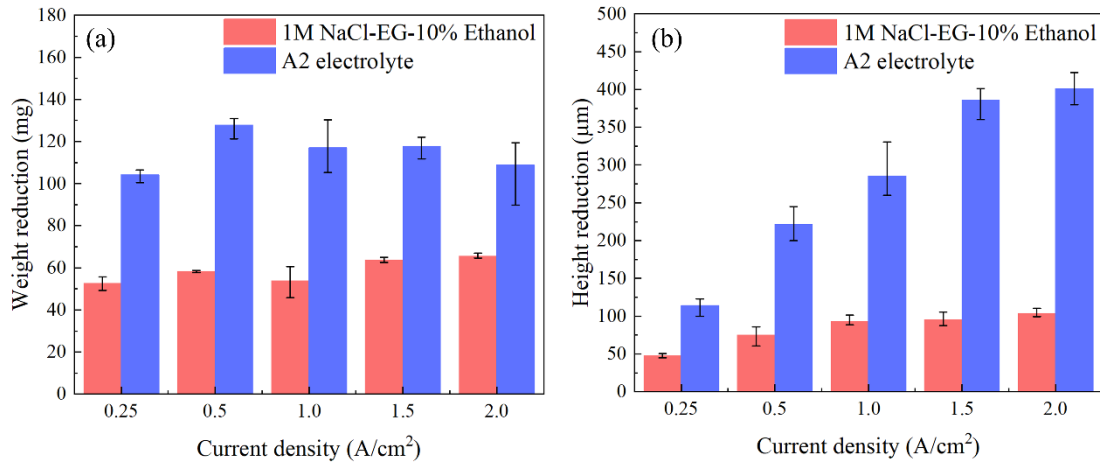 (a)
1M NaCl-EG-10% Ethanol
A2 electrolyte
Weight reduction (mg)
180
160
140
120
100
80
60
40
20
0
0.25 0.5 1.0 1.5 2.0
Current density (A/cm²)
(b)
1M NaCl-EG-10% Ethanol
A2 electrolyte
Height reduction (μm)
500
450
400
350
300
250
200
150
100
50
0
0.25 0.5 1.0 1.5 2.0
Current density (A/cm²)